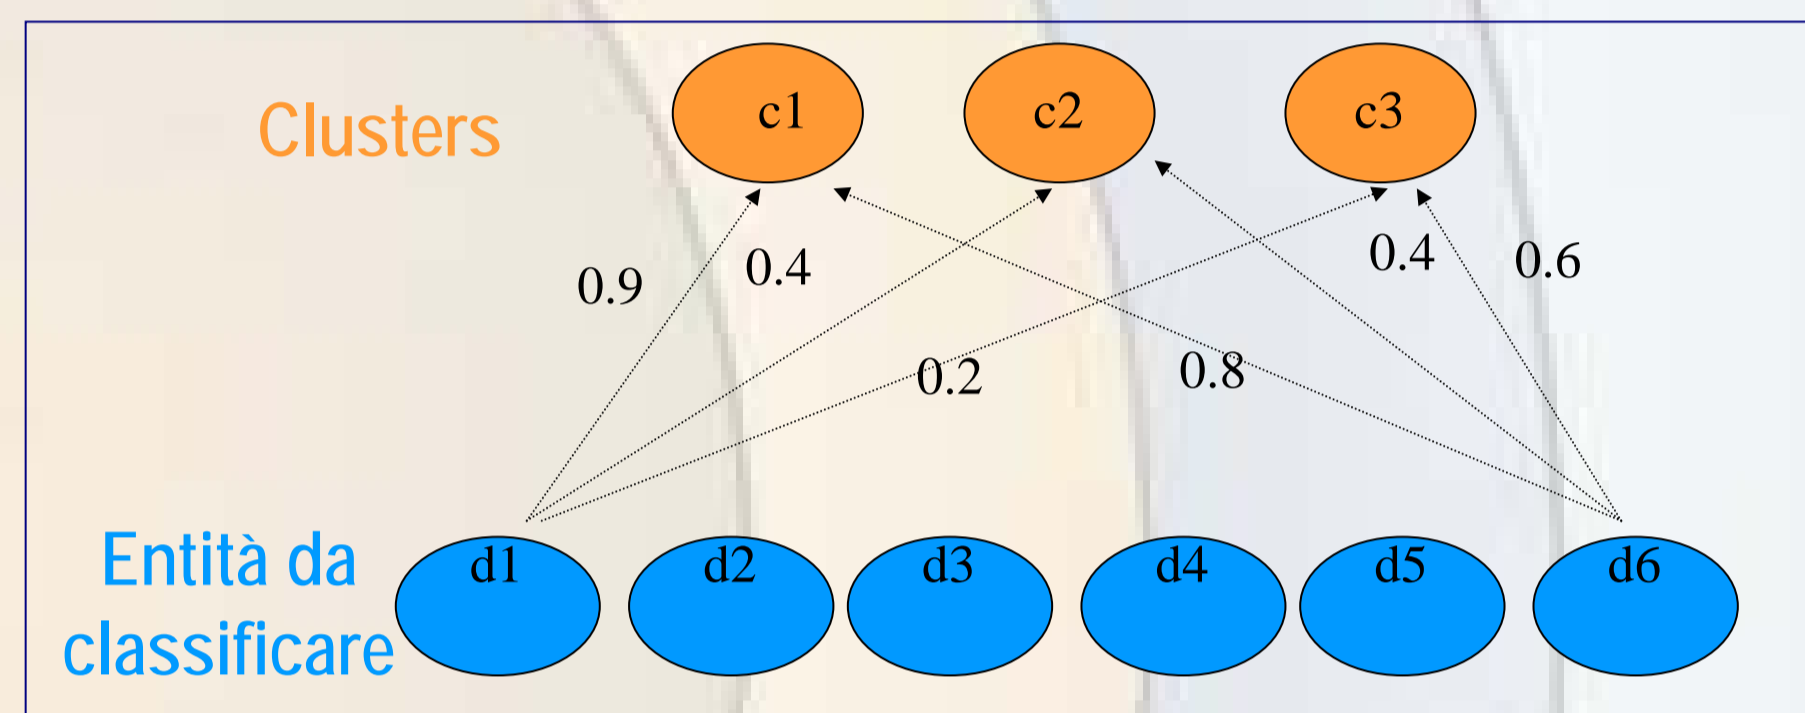 Clusters
c1
c2
c3
0.9
0.4
0.4
0.6
0.2
0.8
Entità da
classificare
d1
d2
d3
d4
d5
d6